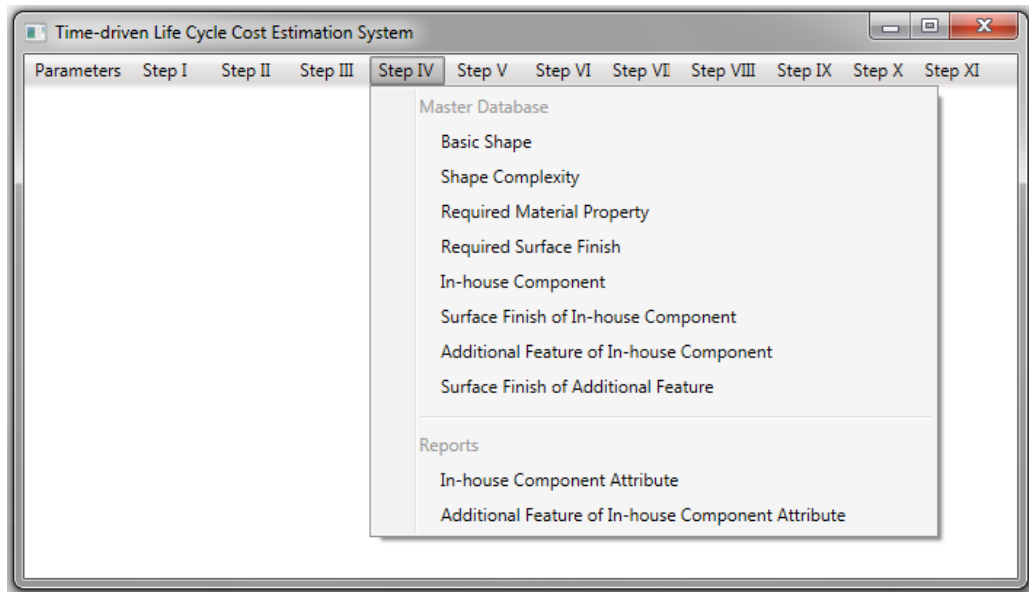 Time-driven Life Cycle Cost Estimation System
Parameters Step I Step II Step III Step IV Step V Step VI Step VII Step VIII Step IX Step X Step XI
Master Database
Basic Shape
Shape Complexity
Required Material Property
Required Surface Finish
In-house Component
Surface Finish of In-house Component
Additional Feature of In-house Component
Surface Finish of Additional Feature
Reports
In-house Component Attribute
Additional Feature of In-house Component Attribute